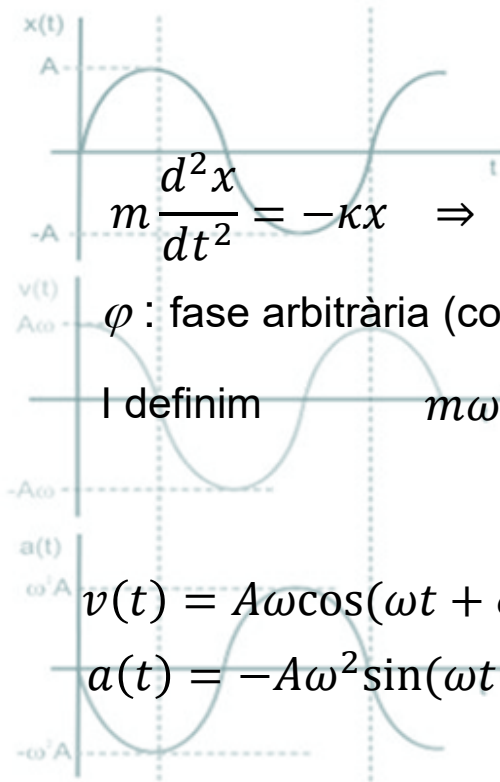 x(t)
A
t
m d²x/dt² = −κx ⇒
-A
v(t)
Aω
φ : fase arbitrària (co
I definim mω
-Aω
a(t)
ω²A
v(t) = Aωcos(ωt +
a(t) = −Aω²sin(ωt
-ω²A